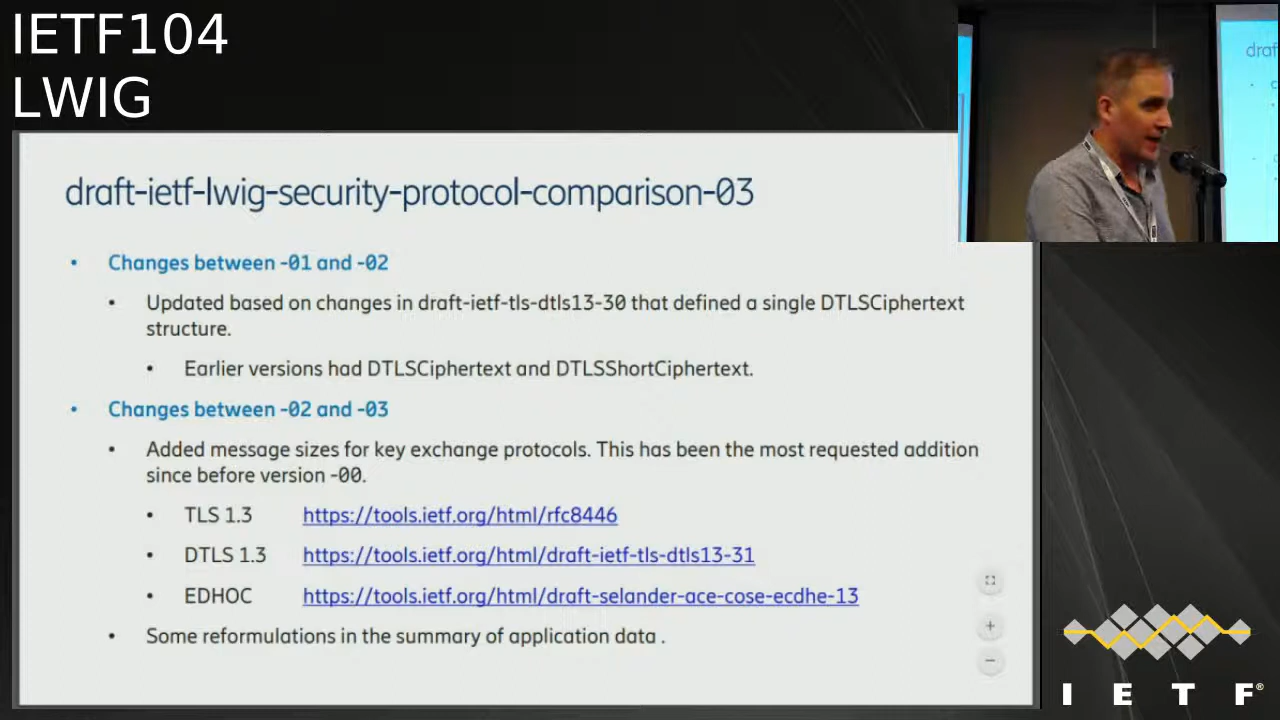 IETF104
LWIG
draft-ietf-lwig-security-protocol-comparison-03
• Changes between -01 and -02
• Updated based on changes in draft-ietf-tls-dtls13-30 that defined a single DTLSCiphertext
structure.
• Earlier versions had DTLSCiphertext and DTLSShortCiphertext.
• Changes between -02 and -03
• Added message sizes for key exchange protocols. This has been the most requested addition
since before version -00.
• TLS 1.3 https://tools.ietf.org/html/rfc8446
• DTLS 1.3 https://tools.ietf.org/html/draft-ietf-tls-dtls13-31
• EDHOC https://tools.ietf.org/html/draft-selander-ace-cose-ecdhe-13
• Some reformulations in the summary of application data .
draf
I E T F®